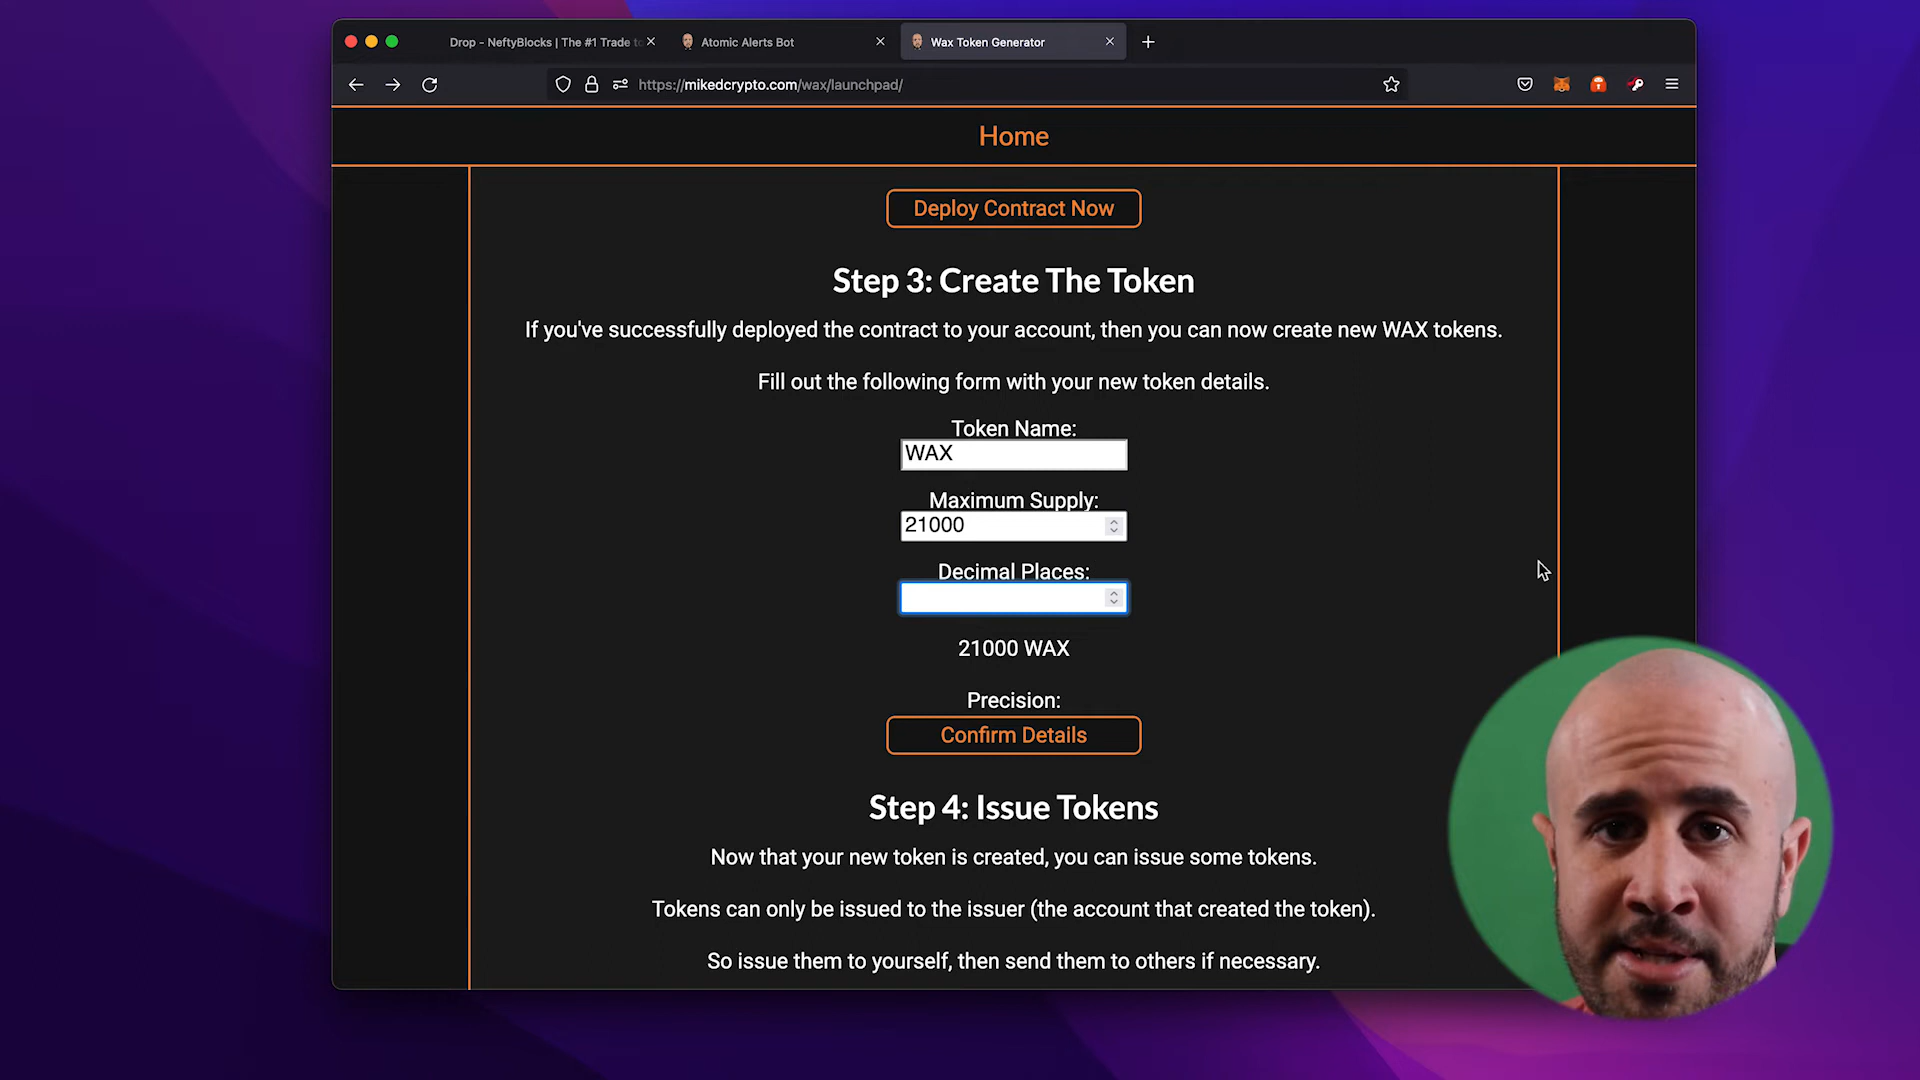 Drop - NeftyBlocks | The #1 Trade to
Atomic Alerts Bot
Wax Token Generator
https://mikedcrypto.com/wax/launchpad/
Home
Deploy Contract Now
Step 3: Create The Token
If you've successfully deployed the contract to your account, then you can now create new WAX tokens.
Fill out the following form with your new token details.
Token Name:
WAX
Maximum Supply:
21000
Decimal Places:
21000 WAX
Precision:
Confirm Details
Step 4: Issue Tokens
Now that your new token is created, you can issue some tokens.
Tokens can only be issued to the issuer (the account that created the token).
So issue them to yourself, then send them to others if necessary.